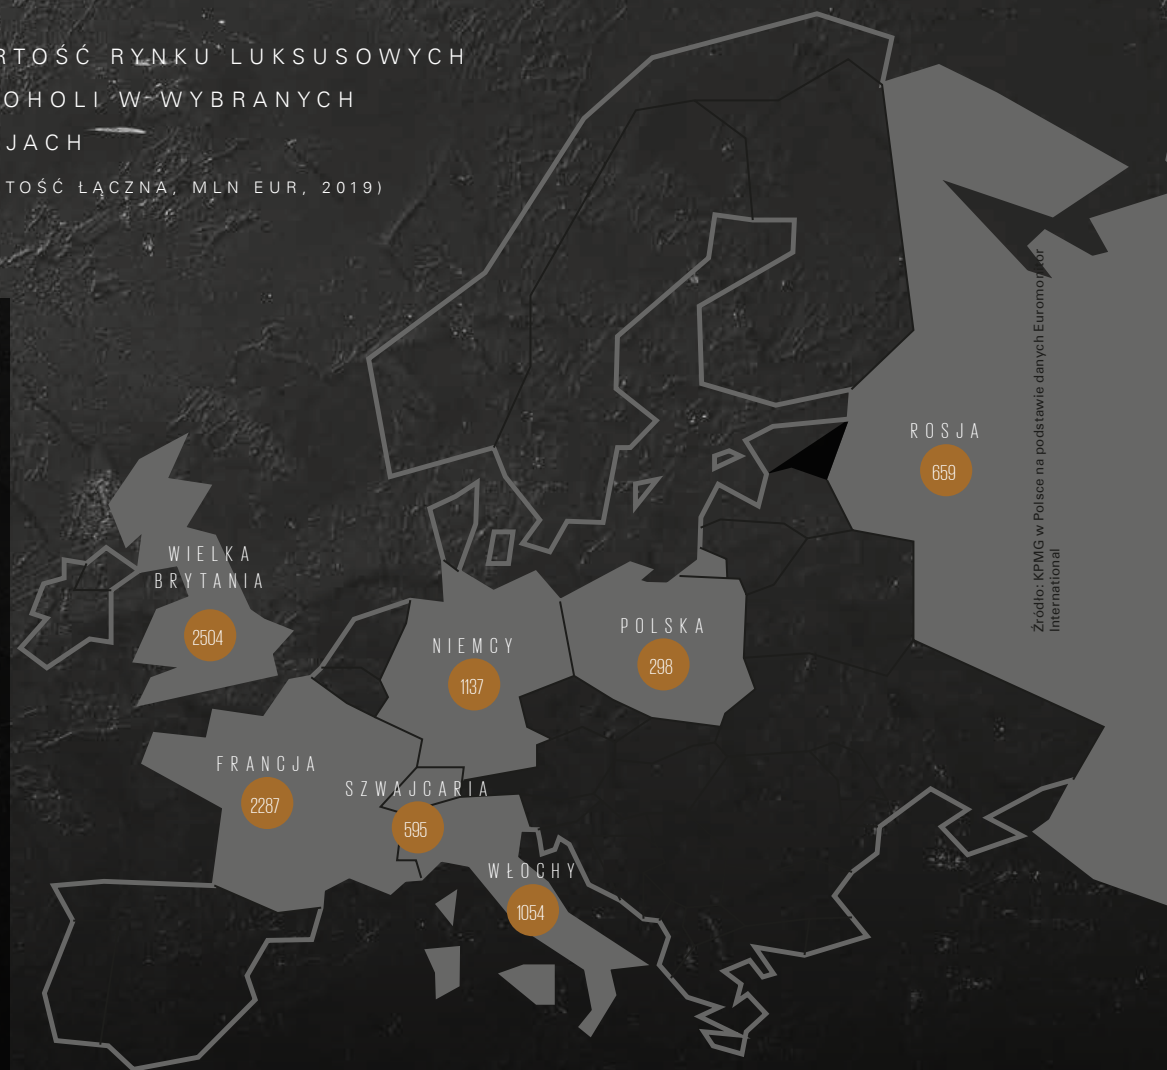 RTOŚĆ RYNKU LUKSUSOWYCH
OHOLI W WYBRANYCH
JACH
TOŚĆ ŁĄCZNA, MLN EUR, 2019)
ROSJA
659
WIELKA
BRYTANIA
2504
POLSKA
298
NIEMCY
1137
FRANCJA
2287
SZWAJCARIA
595
WŁOCHY
1054
Źródło: KPMG w Polsce na podstawie danych Euromonitor
International